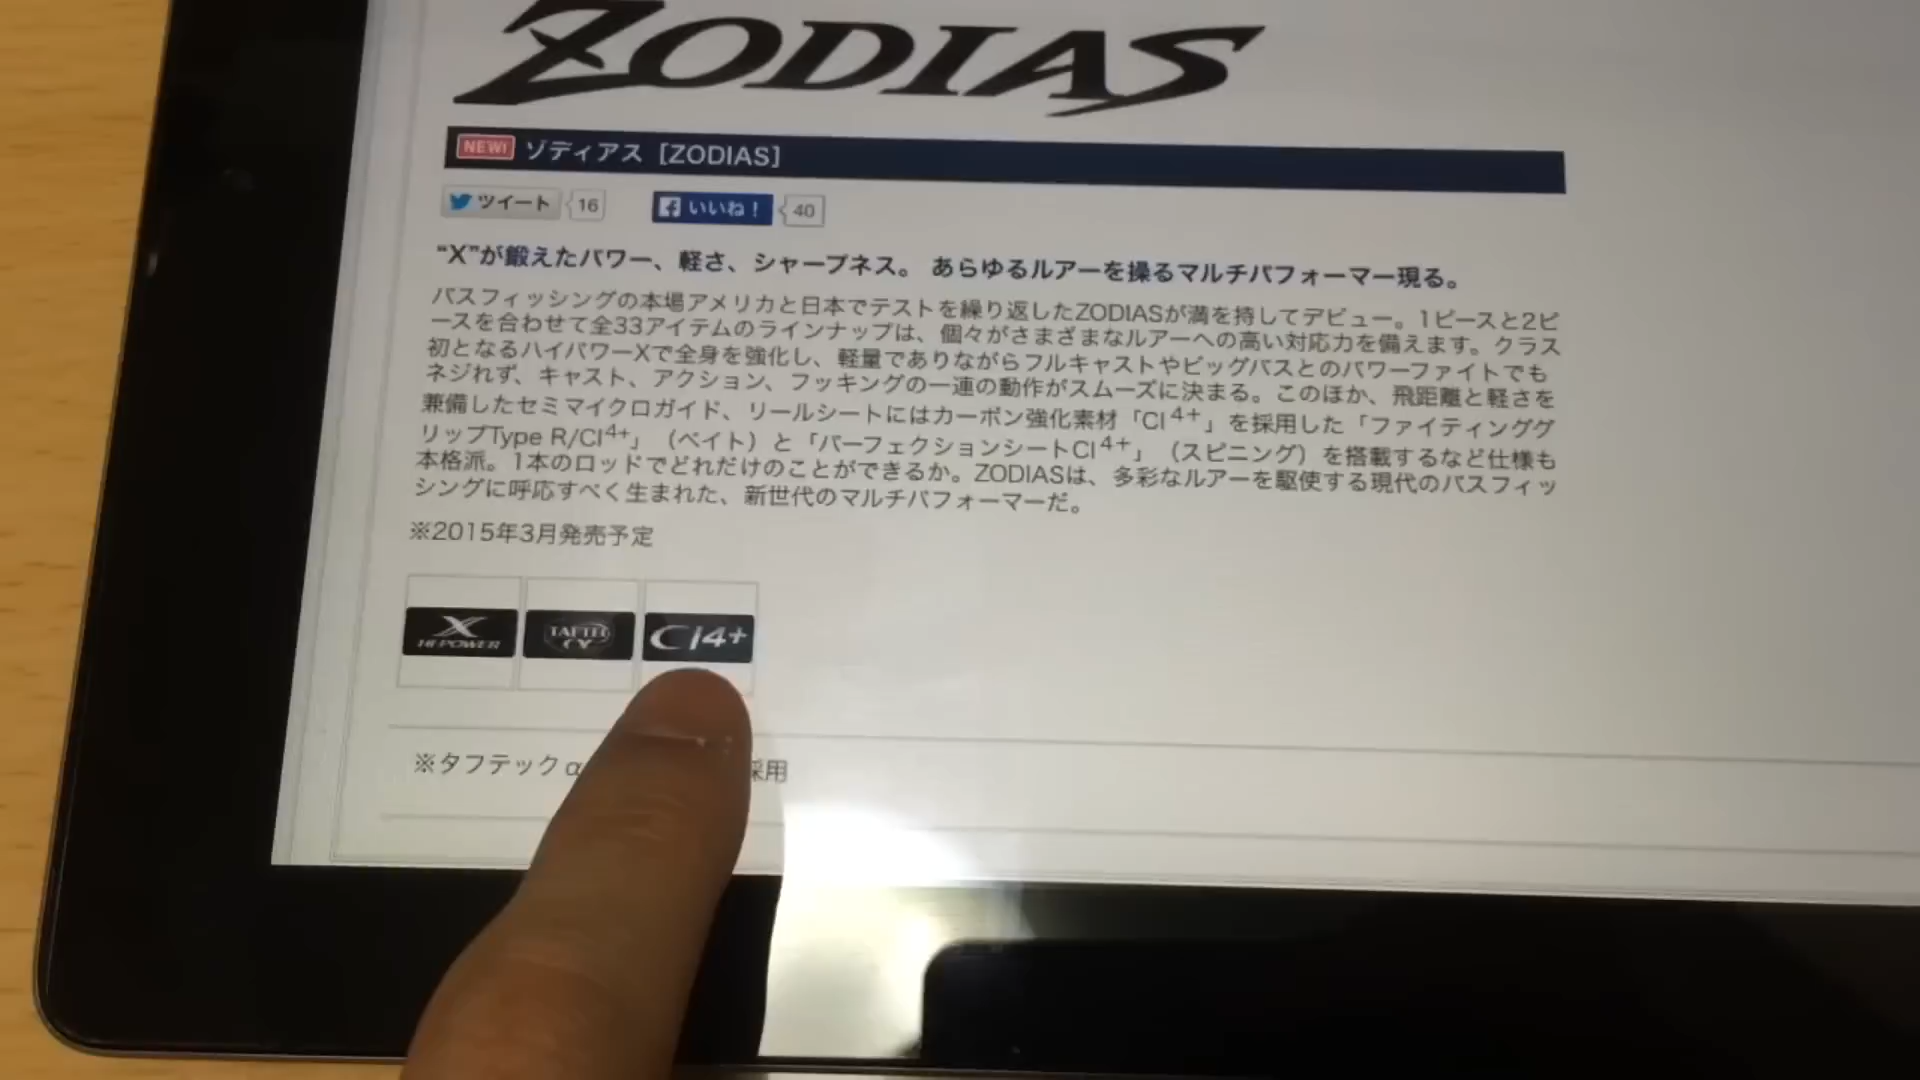 ZODIAS
NEW! ゾディアス [ZODIAS]
ツイート 16 いいね！ 40
“X”が鍛えたパワー、軽さ、シャープネス。 あらゆるルアーを操るマルチパフォーマー現る。
バスフィッシングの本場アメリカと日本でテストを繰り返したZODIASが満を持してデビュー。1ピースと2ピ
ースを合わせて全33アイテムのラインナップは、個々がさまざまなルアーへの高い対応力を備えます。クラス
初となるハイパワーXで全身を強化し、軽量でありながらフルキャストやビッグバスとのパワーファイトでも
ネジれず、キャスト、アクション、フッキングの一連の動作がスムーズに決まる。このほか、飛距離と軽さを
兼備したセミマイクロガイド、リールシートにはカーボン強化素材「CI4+」を採用した「ファイティンググ
リップType R/CI4+」（ベイト）と「パーフェクションシートCI4+」（スピニング）を搭載するなど仕様も
本格派。1本のロッドでどれだけのことができるか。ZODIASは、多彩なルアーを駆使する現代のバスフィッ
シングに呼応すべく生まれた、新世代のマルチパフォーマーだ。
※2015年3月発売予定
X HI-POWER TAFTEC CI4+
※タフテックα 採用